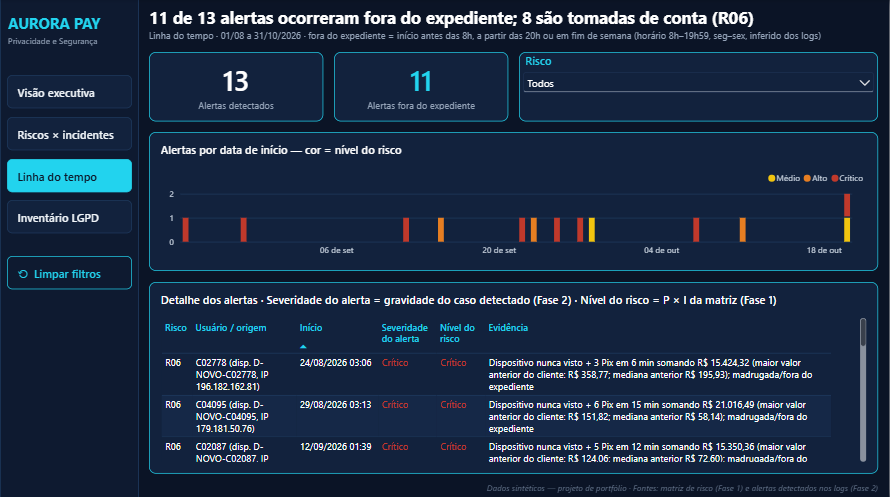 AURORA PAY
Privacidade e Segurança
Visão executiva
Riscos × incidentes
Linha do tempo
Inventário LGPD
Limpar filtros
11 de 13 alertas ocorreram fora do expediente; 8 são tomadas de conta (R06)
Linha do tempo · 01/08 a 31/10/2026 · fora do expediente = início antes das 8h, a partir das 20h ou em fim de semana (horário 8h–19h59, seg–sex, inferido dos logs)
13
Alertas detectados
11
Alertas fora do expediente
Risco
Todos
Alertas por data de início — cor = nível do risco
Médio Alto Crítico
2
1
0
06 de set 20 de set 04 de out 18 de out
Detalhe dos alertas · Severidade do alerta = gravidade do caso detectado (Fase 2) · Nível do risco = P × I da matriz (Fase 1)
Risco Usuário / origem Início Severidade do alerta Nível do risco Evidência
R06 C02778 (disp. D- 24/08/2026 03:06 Crítico Crítico Dispositivo nunca visto + 3 Pix em 6 min somando R$ 15.424,32 (maior valor
NOVO-C02778, IP anterior do cliente: R$ 358,77; mediana anterior R$ 195,93); madrugada/fora do
196.182.162.81) expediente
R06 C04095 (disp. D- 29/08/2026 03:13 Crítico Crítico Dispositivo nunca visto + 6 Pix em 15 min somando R$ 21.016,49 (maior valor
NOVO-C04095, IP anterior do cliente: R$ 151,82; mediana anterior R$ 58,14); madrugada/fora do
179.181.50.76) expediente
R06 C02087 (disp. D- 12/09/2026 01:39 Crítico Crítico Dispositivo nunca visto + 5 Pix em 12 min somando R$ 15.350,36 (maior valor
NOVO-C02087, IP anterior do cliente: R$ 124,06; mediana anterior R$ 72,60); madrugada/fora do
Dados sintéticos — projeto de portfólio · Fontes: matriz de risco (Fase 1) e alertas detectados nos logs (Fase 2)